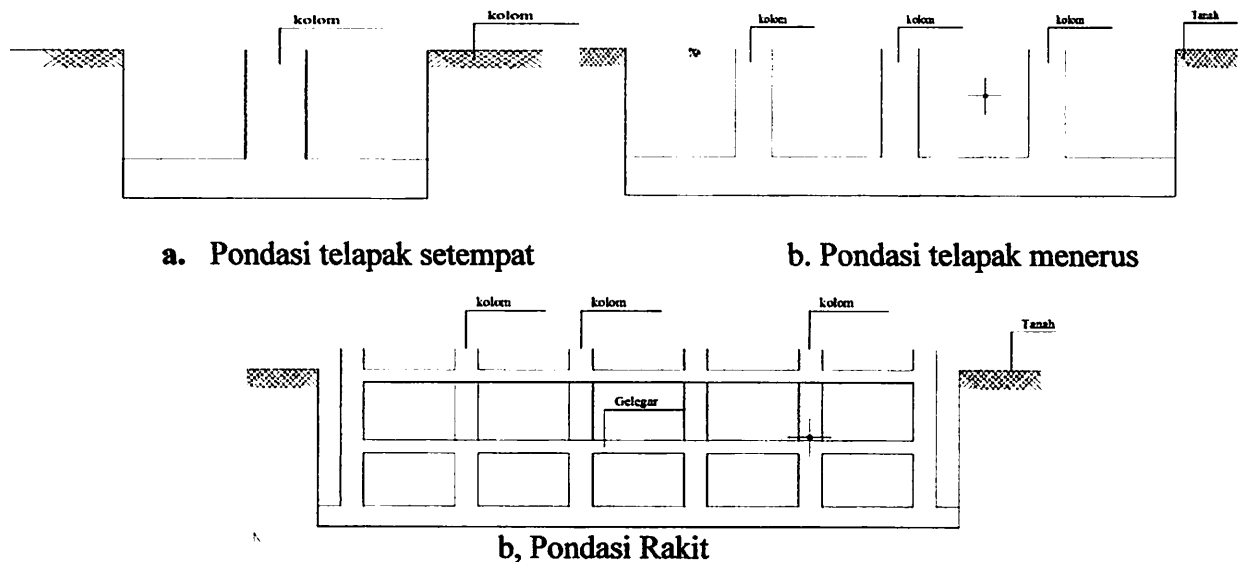 kolom
kolom
kolom
kolom
kolom
Tanah
a. Pondasi telapak setempat
b. Pondasi telapak menerus
kolom
kolom
kolom
Tanah
Gelegar
b, Pondasi Rakit